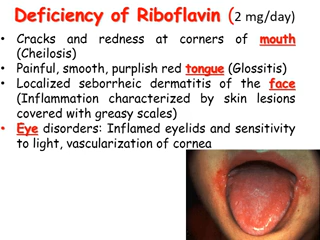 Deficiency of Riboflavin (2 mg/day)
• Cracks and redness at corners of mouth
(Cheilosis)
• Painful, smooth, purplish red tongue (Glossitis)
• Localized seborrheic dermatitis of the face
(Inflammation characterized by skin lesions
covered with greasy scales)
• Eye disorders: Inflamed eyelids and sensitivity
to light, vascularization of cornea